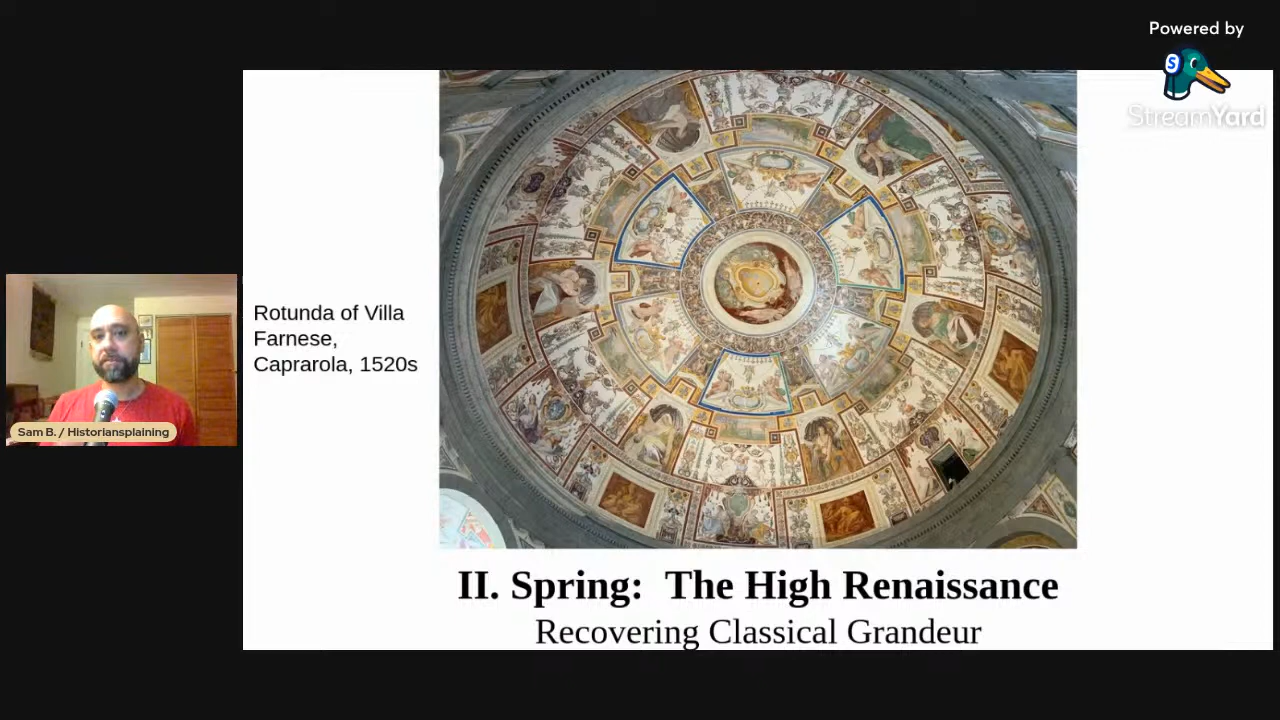 Powered by
S
StreamYard
Rotunda of Villa
Farnese,
Caprarola, 1520s
Sam B. / Historiansplaining
II. Spring:  The High Renaissance
Recovering Classical Grandeur